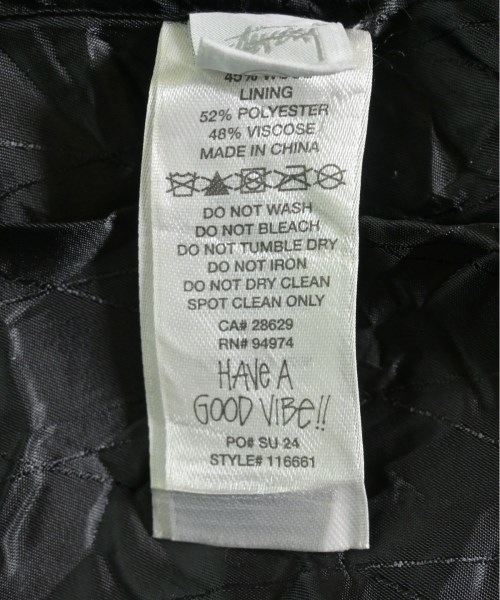 Stüssy
LINING
52% POLYESTER
48% VISCOSE
MADE IN CHINA
DO NOT WASH
DO NOT BLEACH
DO NOT TUMBLE DRY
DO NOT IRON
DO NOT DRY CLEAN
SPOT CLEAN ONLY
CA# 28629
RN# 94974
HAVe A
GOOD VIBe!!
PO# SU 24
STYLE# 116661